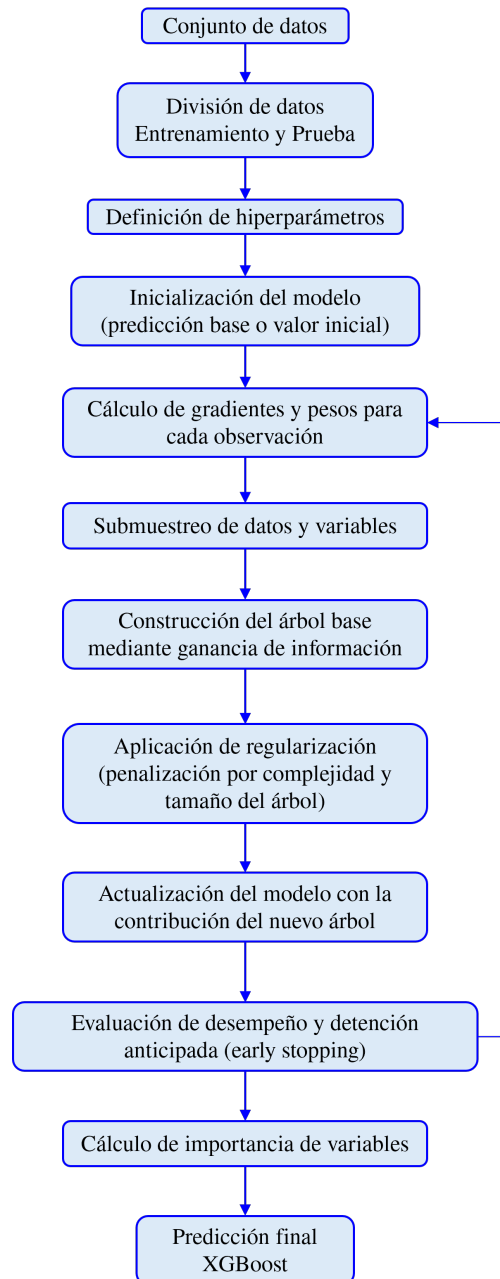 Conjunto de datos
División de datos
Entrenamiento y Prueba
Definición de hiperparámetros
Inicialización del modelo
(predicción base o valor inicial)
Cálculo de gradientes y pesos para
cada observación
Submuestreo de datos y variables
Construcción del árbol base
mediante ganancia de información
Aplicación de regularización
(penalización por complejidad y
tamaño del árbol)
Actualización del modelo con la
contribución del nuevo árbol
Evaluación de desempeño y detención
anticipada (early stopping)
Cálculo de importancia de variables
Predicción final
XGBoost